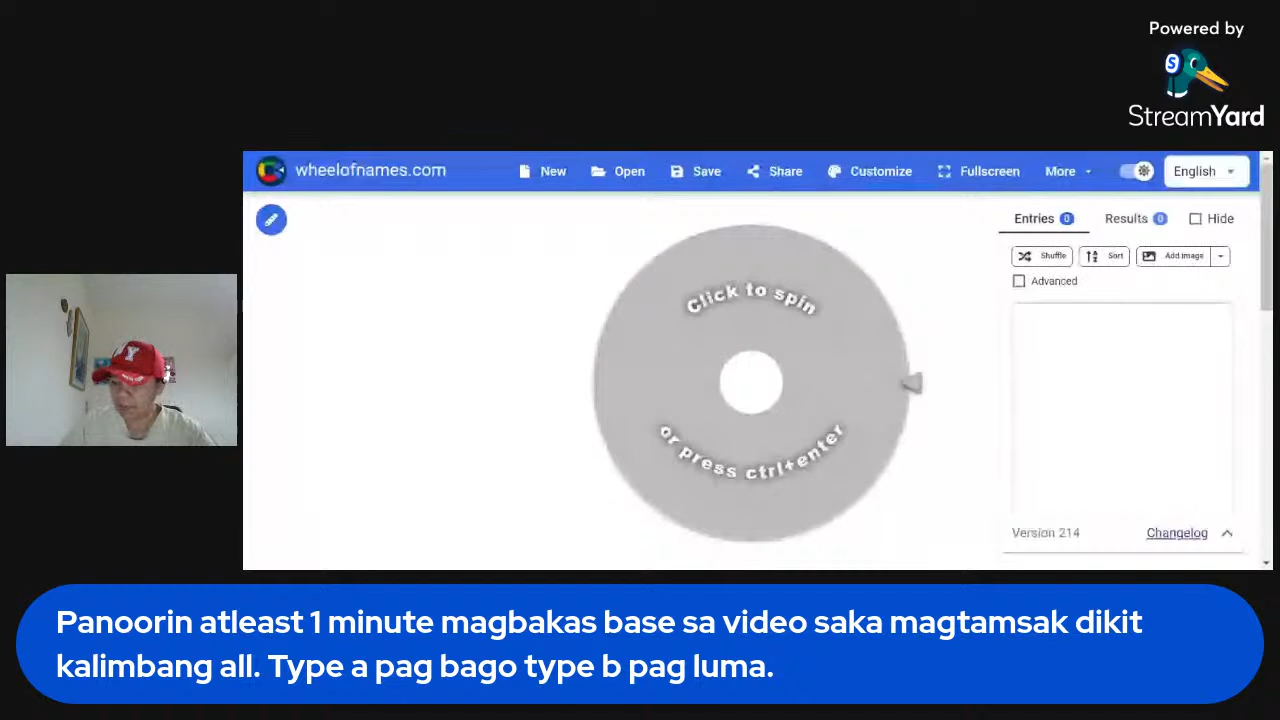 Powered by
StreamYard
wheelofnames.com New Open Save Share Customize Fullscreen More English
Entries 0 Results 0 Hide
Shuffle Sort Add image
Advanced
Click to spin
or press ctrl+enter
Version 214 Changelog
Panoorin atleast 1 minute magbakas base sa video saka magtamsak dikit
kalimbang all. Type a pag bago type b pag luma.